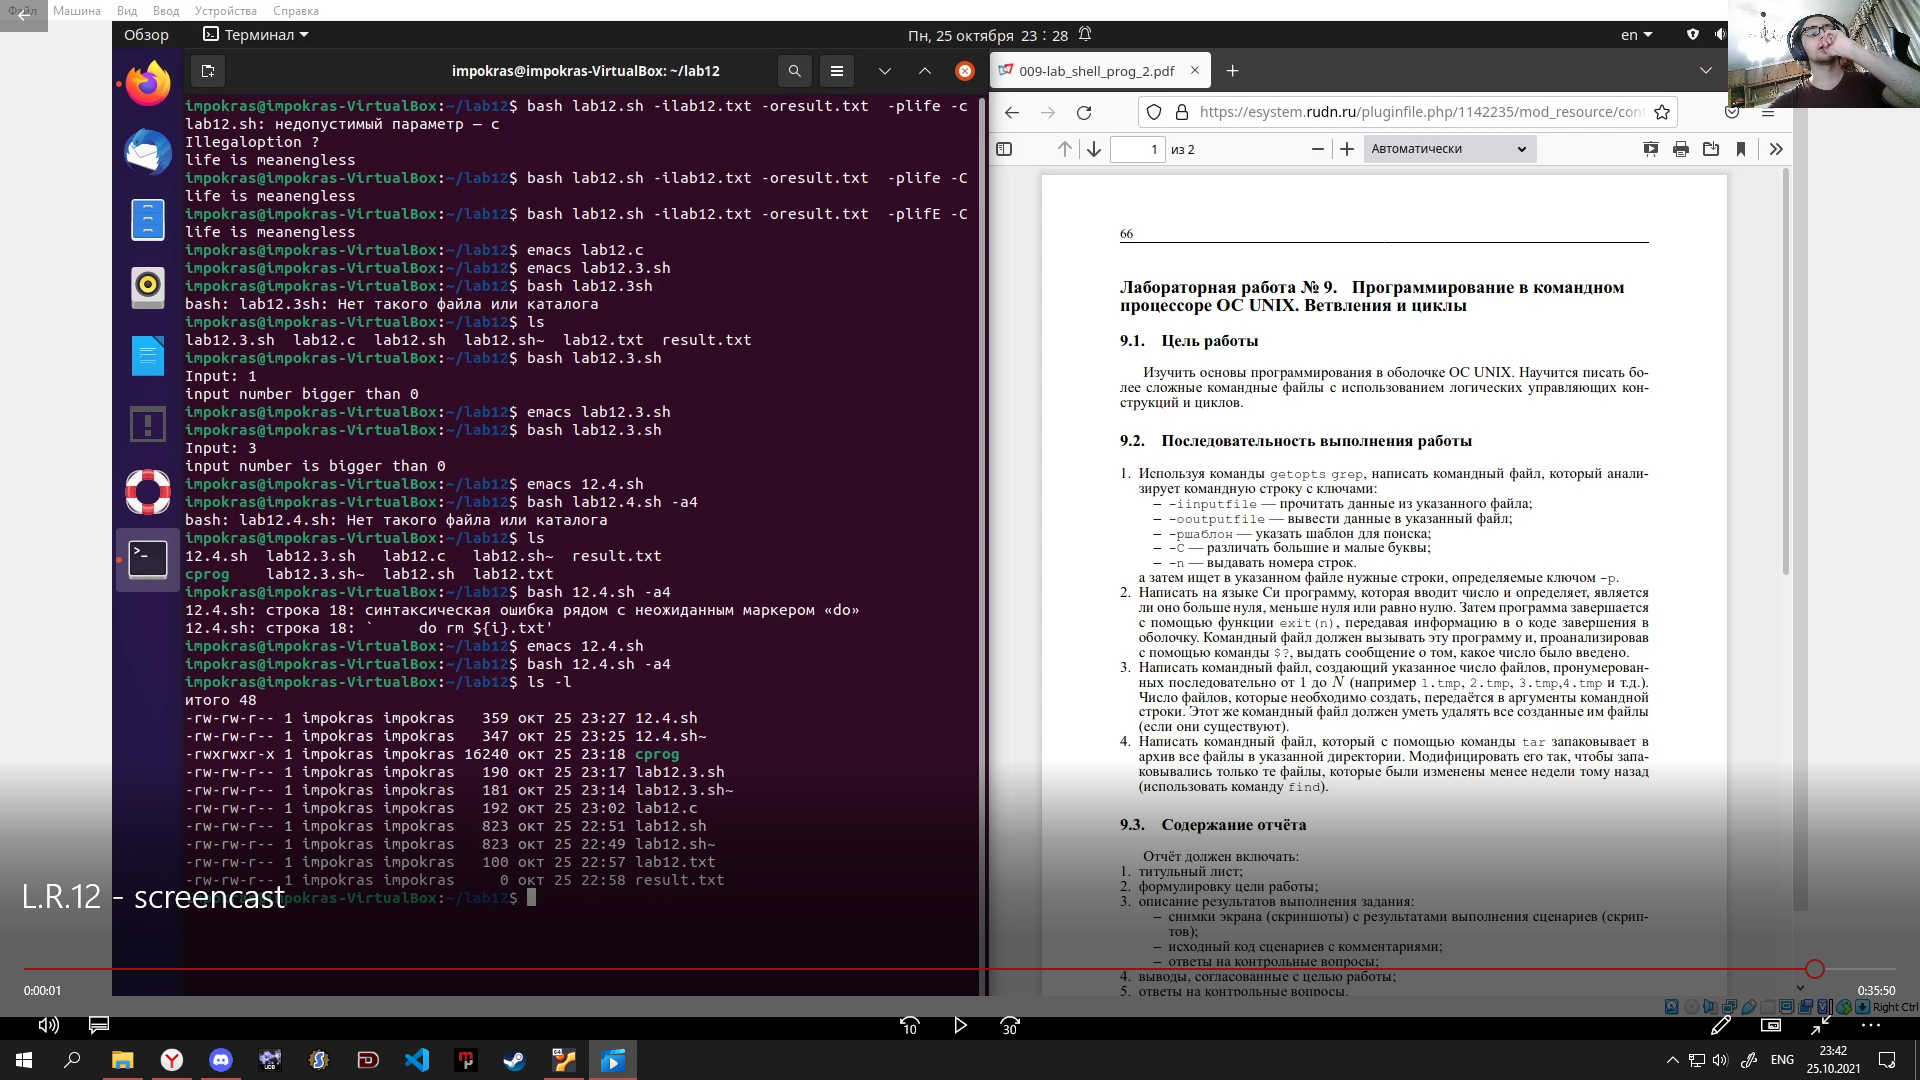 Файл Машина Вид Ввод Устройства Справка
Обзор Терминал Пн, 25 октября 23 : 28 en
impokras@impokras-VirtualBox: ~/lab12
impokras@impokras-VirtualBox:~/lab12$ bash lab12.sh -ilab12.txt -oresult.txt  -plife -c
lab12.sh: недопустимый параметр — c
Illegaloption ?
life is meanengless
impokras@impokras-VirtualBox:~/lab12$ bash lab12.sh -ilab12.txt -oresult.txt  -plife -C
life is meanengless
impokras@impokras-VirtualBox:~/lab12$ bash lab12.sh -ilab12.txt -oresult.txt  -plifE -C
life is meanengless
impokras@impokras-VirtualBox:~/lab12$ emacs lab12.c
impokras@impokras-VirtualBox:~/lab12$ emacs lab12.3.sh
impokras@impokras-VirtualBox:~/lab12$ bash lab12.3sh
bash: lab12.3sh: Нет такого файла или каталога
impokras@impokras-VirtualBox:~/lab12$ ls
lab12.3.sh  lab12.c  lab12.sh  lab12.sh~  lab12.txt  result.txt
impokras@impokras-VirtualBox:~/lab12$ bash lab12.3.sh
Input: 1
input number bigger than 0
impokras@impokras-VirtualBox:~/lab12$ emacs lab12.3.sh
impokras@impokras-VirtualBox:~/lab12$ bash lab12.3.sh
Input: 3
input number is bigger than 0
impokras@impokras-VirtualBox:~/lab12$ emacs 12.4.sh
impokras@impokras-VirtualBox:~/lab12$ bash lab12.4.sh -a4
bash: lab12.4.sh: Нет такого файла или каталога
impokras@impokras-VirtualBox:~/lab12$ ls
12.4.sh  lab12.3.sh   lab12.c   lab12.sh~  result.txt
cprog    lab12.3.sh~  lab12.sh  lab12.txt
impokras@impokras-VirtualBox:~/lab12$ bash 12.4.sh -a4
12.4.sh: строка 18: синтаксическая ошибка рядом с неожиданным маркером «do»
12.4.sh: строка 18: `     do rm ${i}.txt'
impokras@impokras-VirtualBox:~/lab12$ emacs 12.4.sh
impokras@impokras-VirtualBox:~/lab12$ bash 12.4.sh -a4
impokras@impokras-VirtualBox:~/lab12$ ls -l
итого 48
-rw-rw-r-- 1 impokras impokras   359 окт 25 23:27 12.4.sh
-rw-rw-r-- 1 impokras impokras   347 окт 25 23:25 12.4.sh~
-rwxrwxr-x 1 impokras impokras 16240 окт 25 23:18 cprog
-rw-rw-r-- 1 impokras impokras   190 окт 25 23:17 lab12.3.sh
-rw-rw-r-- 1 impokras impokras   181 окт 25 23:14 lab12.3.sh~
-rw-rw-r-- 1 impokras impokras   192 окт 25 23:02 lab12.c
-rw-rw-r-- 1 impokras impokras   823 окт 25 22:51 lab12.sh
-rw-rw-r-- 1 impokras impokras   823 окт 25 22:49 lab12.sh~
-rw-rw-r-- 1 impokras impokras   100 окт 25 22:57 lab12.txt
-rw-rw-r-- 1 impokras impokras     0 окт 25 22:58 result.txt
impokras@impokras-VirtualBox:~/lab12$
009-lab_shell_prog_2.pdf
https://esystem.rudn.ru/pluginfile.php/1142235/mod_resource/con
1 из 2 Автоматически
66
Лабораторная работа № 9. Программирование в командном
процессоре ОС UNIX. Ветвления и циклы
9.1. Цель работы
Изучить основы программирования в оболочке ОС UNIX. Научится писать бо-
лее сложные командные файлы с использованием логических управляющих кон-
струкций и циклов.
9.2. Последовательность выполнения работы
1. Используя команды getopts grep, написать командный файл, который анали-
зирует командную строку с ключами:
— -iinputfile — прочитать данные из указанного файла;
— -ooutputfile — вывести данные в указанный файл;
— -pшаблон — указать шаблон для поиска;
— -C — различать большие и малые буквы;
— -n — выдавать номера строк.
а затем ищет в указанном файле нужные строки, определяемые ключом -p.
2. Написать на языке Си программу, которая вводит число и определяет, является
ли оно больше нуля, меньше нуля или равно нулю. Затем программа завершается
с помощью функции exit(n), передавая информацию в о коде завершения в
оболочку. Командный файл должен вызывать эту программу и, проанализировав
с помощью команды $?, выдать сообщение о том, какое число было введено.
3. Написать командный файл, создающий указанное число файлов, пронумерован-
ных последовательно от 1 до N (например 1.tmp, 2.tmp, 3.tmp,4.tmp и т.д.).
Число файлов, которые необходимо создать, передаётся в аргументы командной
строки. Этот же командный файл должен уметь удалять все созданные им файлы
(если они существуют).
4. Написать командный файл, который с помощью команды tar запаковывает в
архив все файлы в указанной директории. Модифицировать его так, чтобы запа-
ковывались только те файлы, которые были изменены менее недели тому назад
(использовать команду find).
9.3. Содержание отчёта
Отчёт должен включать:
1. титульный лист;
2. формулировку цели работы;
3. описание результатов выполнения задания:
— снимки экрана (скриншоты) с результатами выполнения сценариев (скрип-
тов);
— исходный код сценариев с комментариями;
— ответы на контрольные вопросы;
4. выводы, согласованные с целью работы;
5. ответы на контрольные вопросы.
L.R.12 - screencast
0:00:01 0:35:50
Right Ctrl
10 30
ENG 23:42
25.10.2021